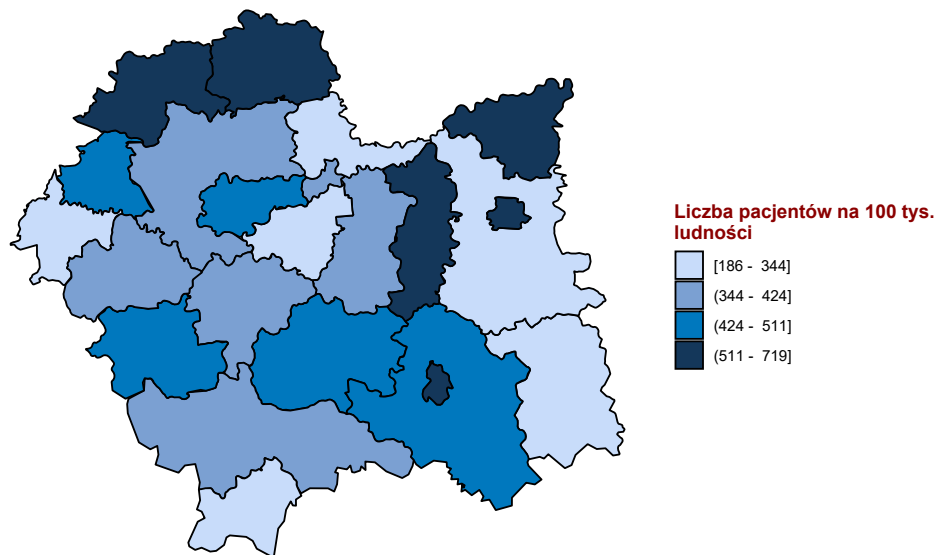 Liczba pacjentów na 100 tys.
ludności
[186 - 344]
(344 - 424]
(424 - 511]
(511 - 719]